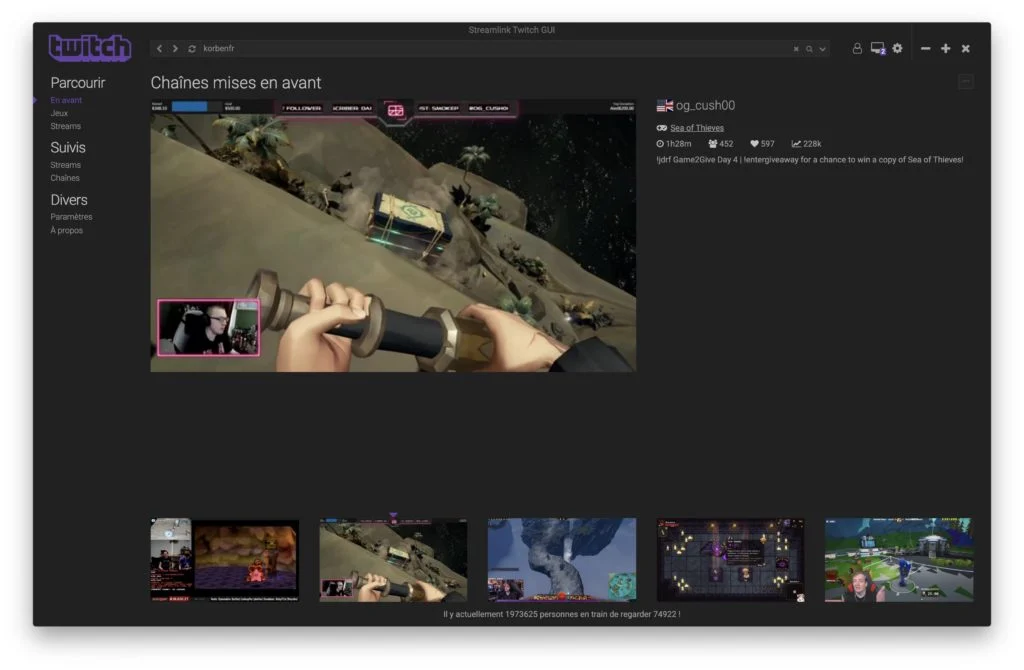 Streamlink Twitch GUI
twitch
korbenfr
2
Parcourir
En avant
Jeux
Streams
Suivis
Streams
Chaînes
Divers
Paramètres
À propos
Chaînes mises en avant
FOLLOWER
og_cush00
Sea of Thieves
1h28m 452 597 228k
!jdrf Game2Give Day 4 | !entergiveaway for a chance to win a copy of Sea of Thieves!
Il y actuellement 1973625 personnes en train de regarder 74922 !